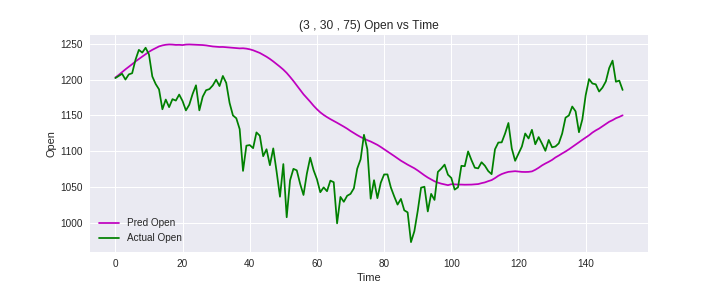 (3 , 30 , 75) Open vs Time
1250
1200
1150
1100
1050
1000
Open
Pred Open
Actual Open
0 20 40 60 80 100 120 140
Time